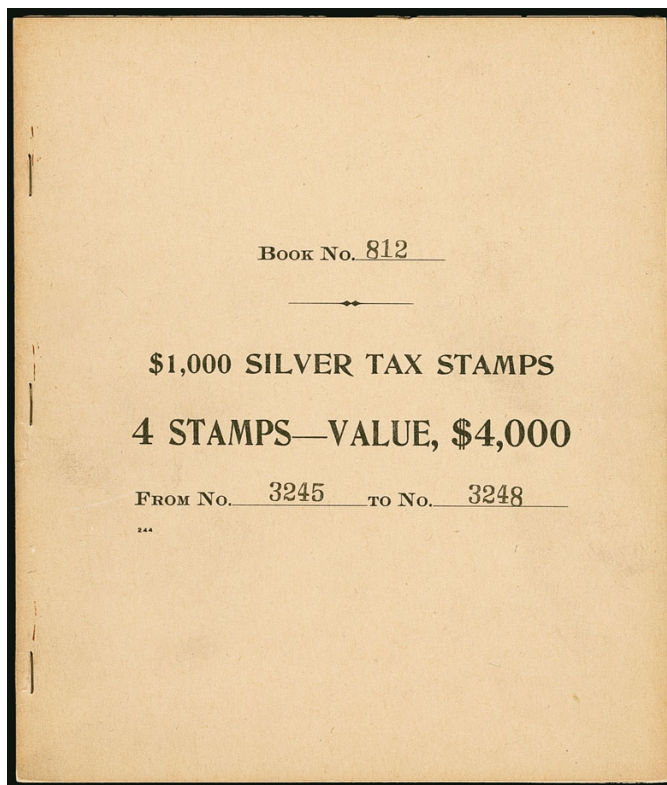 Book No. 812
$1,000 SILVER TAX STAMPS
4 STAMPS—VALUE, $4,000
From No. 3245 to No. 3248
244